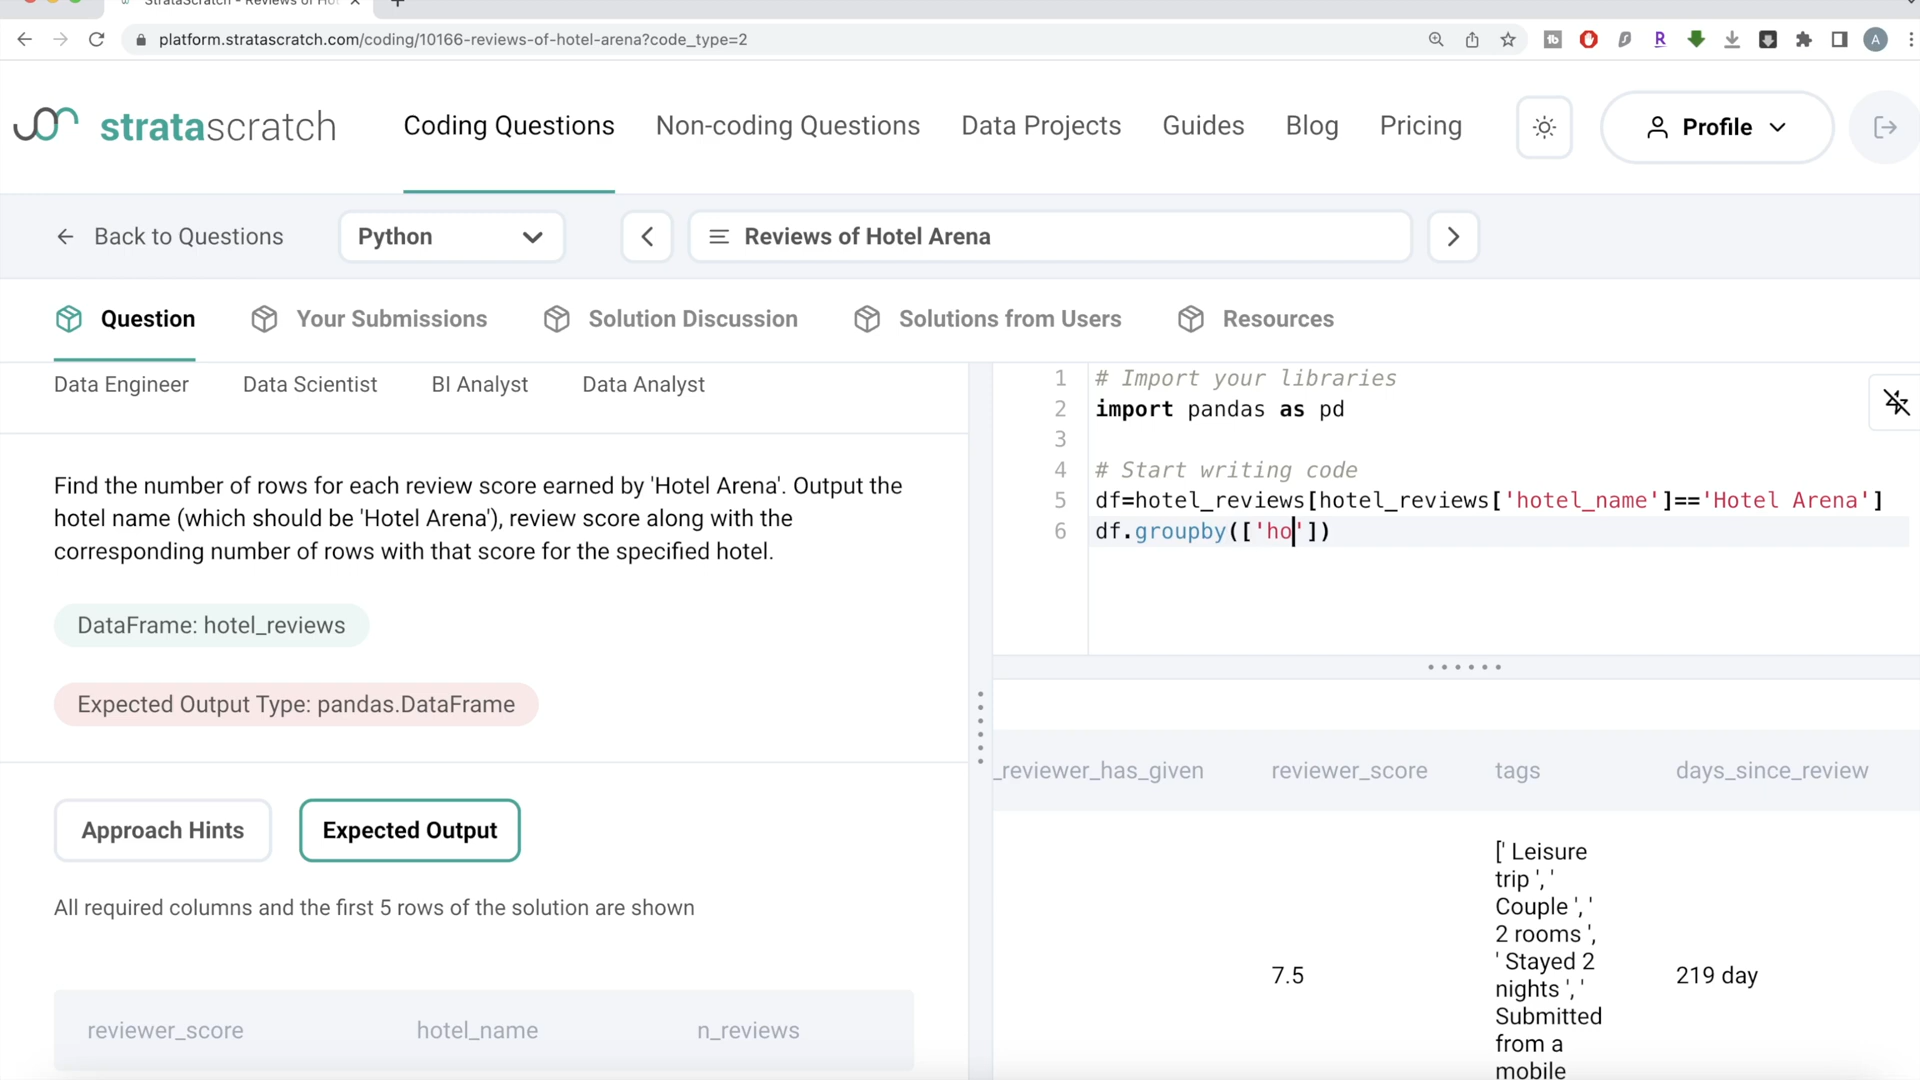 StrataScratch - Reviews of Hot
platform.stratascratch.com/coding/10166-reviews-of-hotel-arena?code_type=2
tb
R
A
stratascratch
Coding Questions
Non-coding Questions
Data Projects
Guides
Blog
Pricing
Profile
Back to Questions
Python
Reviews of Hotel Arena
Question
Your Submissions
Solution Discussion
Solutions from Users
Resources
Data Engineer
Data Scientist
BI Analyst
Data Analyst
Find the number of rows for each review score earned by 'Hotel Arena'. Output the
hotel name (which should be 'Hotel Arena'), review score along with the
corresponding number of rows with that score for the specified hotel.
DataFrame: hotel_reviews
Expected Output Type: pandas.DataFrame
Approach Hints
Expected Output
All required columns and the first 5 rows of the solution are shown
reviewer_score
hotel_name
n_reviews
1 # Import your libraries
2 import pandas as pd
3
4 # Start writing code
5 df=hotel_reviews[hotel_reviews['hotel_name']=='Hotel Arena']
6 df.groupby(['ho'])
_reviewer_has_given
reviewer_score
tags
days_since_review
7.5
[' Leisure
trip ', '
Couple ', '
2 rooms ',
' Stayed 2
nights ', '
Submitted
from a
mobile
219 day